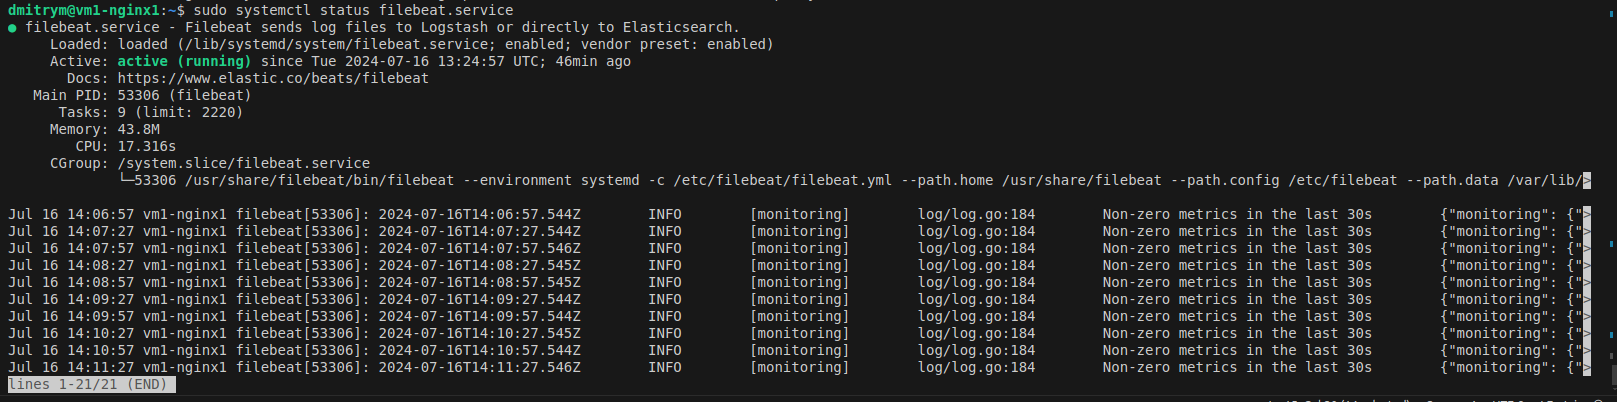 dmitrym@vm1-nginx1:~$ sudo systemctl status filebeat.service
● filebeat.service - Filebeat sends log files to Logstash or directly to Elasticsearch.
     Loaded: loaded (/lib/systemd/system/filebeat.service; enabled; vendor preset: enabled)
     Active: active (running) since Tue 2024-07-16 13:24:57 UTC; 46min ago
       Docs: https://www.elastic.co/beats/filebeat
   Main PID: 53306 (filebeat)
      Tasks: 9 (limit: 2220)
     Memory: 43.8M
        CPU: 17.316s
     CGroup: /system.slice/filebeat.service
             └─53306 /usr/share/filebeat/bin/filebeat --environment systemd -c /etc/filebeat/filebeat.yml --path.home /usr/share/filebeat --path.config /etc/filebeat --path.data /var/lib/>
Jul 16 14:06:57 vm1-nginx1 filebeat[53306]: 2024-07-16T14:06:57.544Z        INFO        [monitoring]        log/log.go:184        Non-zero metrics in the last 30s        {"monitoring": {">
Jul 16 14:07:27 vm1-nginx1 filebeat[53306]: 2024-07-16T14:07:27.544Z        INFO        [monitoring]        log/log.go:184        Non-zero metrics in the last 30s        {"monitoring": {">
Jul 16 14:07:57 vm1-nginx1 filebeat[53306]: 2024-07-16T14:07:57.546Z        INFO        [monitoring]        log/log.go:184        Non-zero metrics in the last 30s        {"monitoring": {">
Jul 16 14:08:27 vm1-nginx1 filebeat[53306]: 2024-07-16T14:08:27.545Z        INFO        [monitoring]        log/log.go:184        Non-zero metrics in the last 30s        {"monitoring": {">
Jul 16 14:08:57 vm1-nginx1 filebeat[53306]: 2024-07-16T14:08:57.545Z        INFO        [monitoring]        log/log.go:184        Non-zero metrics in the last 30s        {"monitoring": {">
Jul 16 14:09:27 vm1-nginx1 filebeat[53306]: 2024-07-16T14:09:27.544Z        INFO        [monitoring]        log/log.go:184        Non-zero metrics in the last 30s        {"monitoring": {">
Jul 16 14:09:57 vm1-nginx1 filebeat[53306]: 2024-07-16T14:09:57.544Z        INFO        [monitoring]        log/log.go:184        Non-zero metrics in the last 30s        {"monitoring": {">
Jul 16 14:10:27 vm1-nginx1 filebeat[53306]: 2024-07-16T14:10:27.545Z        INFO        [monitoring]        log/log.go:184        Non-zero metrics in the last 30s        {"monitoring": {">
Jul 16 14:10:57 vm1-nginx1 filebeat[53306]: 2024-07-16T14:10:57.544Z        INFO        [monitoring]        log/log.go:184        Non-zero metrics in the last 30s        {"monitoring": {">
Jul 16 14:11:27 vm1-nginx1 filebeat[53306]: 2024-07-16T14:11:27.546Z        INFO        [monitoring]        log/log.go:184        Non-zero metrics in the last 30s        {"monitoring": {">
lines 1-21/21 (END)